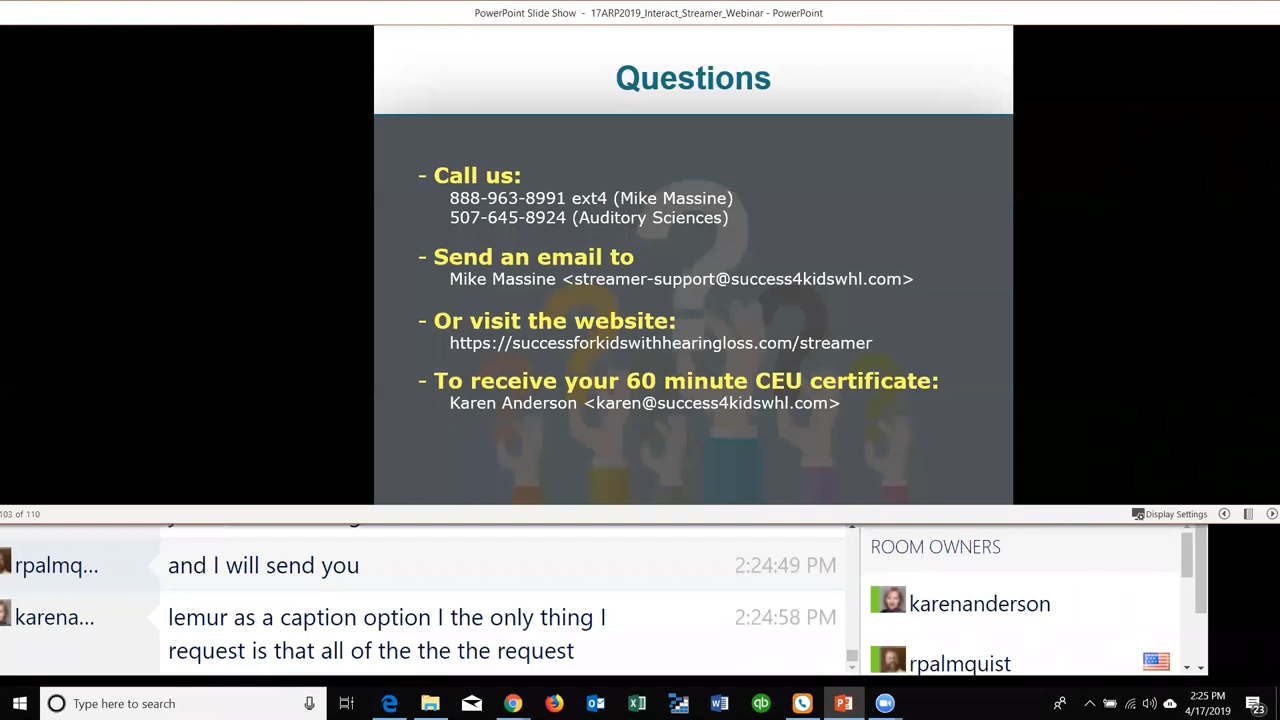 PowerPoint Slide Show - 17ARP2019_Interact_Streamer_Webinar - PowerPoint
Questions
- Call us:
888-963-8991 ext4 (Mike Massine)
507-645-8924 (Auditory Sciences)
- Send an email to
Mike Massine <streamer-support@success4kidswhl.com>
- Or visit the website:
https://successforkidswithhearingloss.com/streamer
- To receive your 60 minute CEU certificate:
Karen Anderson <karen@success4kidswhl.com>
103 of 110
Display Settings
rpalmq... and I will send you 2:24:49 PM
karena... lemur as a caption option I the only thing I 2:24:58 PM
request is that all of the the the request
ROOM OWNERS
karenanderson
rpalmquist
Type here to search
2:25 PM
4/17/2019
23